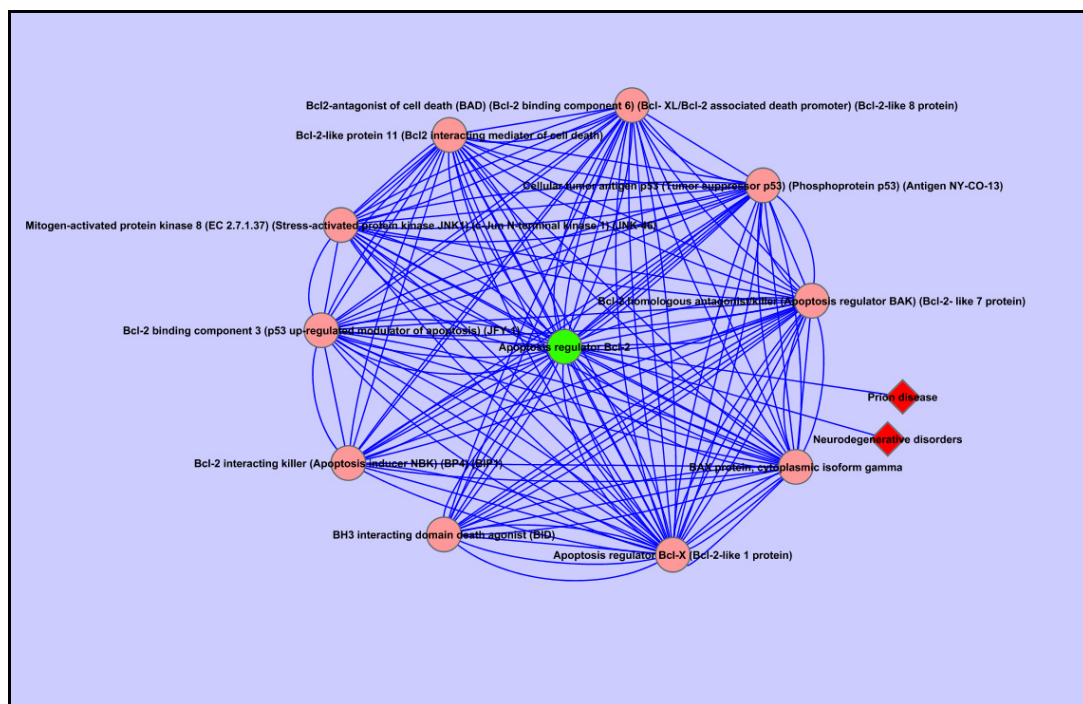 Bcl2-antagonist of cell death (BAD) (Bcl-2 binding component 6) (Bcl- XL/Bcl-2 associated death promoter) (Bcl-2-like 8 protein)
Bcl-2-like protein 11 (Bcl2 interacting mediator of cell death)
Cellular tumor antigen p53 (Tumor suppressor p53) (Phosphoprotein p53) (Antigen NY-CO-13)
Mitogen-activated protein kinase 8 (EC 2.7.1.37) (Stress-activated protein kinase JNK1) (c-Jun N-terminal kinase 1) (JNK-46)
Bcl-2 homologous antagonist/killer (Apoptosis regulator BAK) (Bcl-2- like 7 protein)
Bcl-2 binding component 3 (p53 up-regulated modulator of apoptosis) (JFY-1)
Apoptosis regulator Bcl-2
Prion disease
Neurodegenerative disorders
Bcl-2 interacting killer (Apoptosis inducer NBK) (BP4) (BIP1)
BAX protein, cytoplasmic isoform gamma
BH3 interacting domain death agonist (BID)
Apoptosis regulator Bcl-X (Bcl-2-like 1 protein)